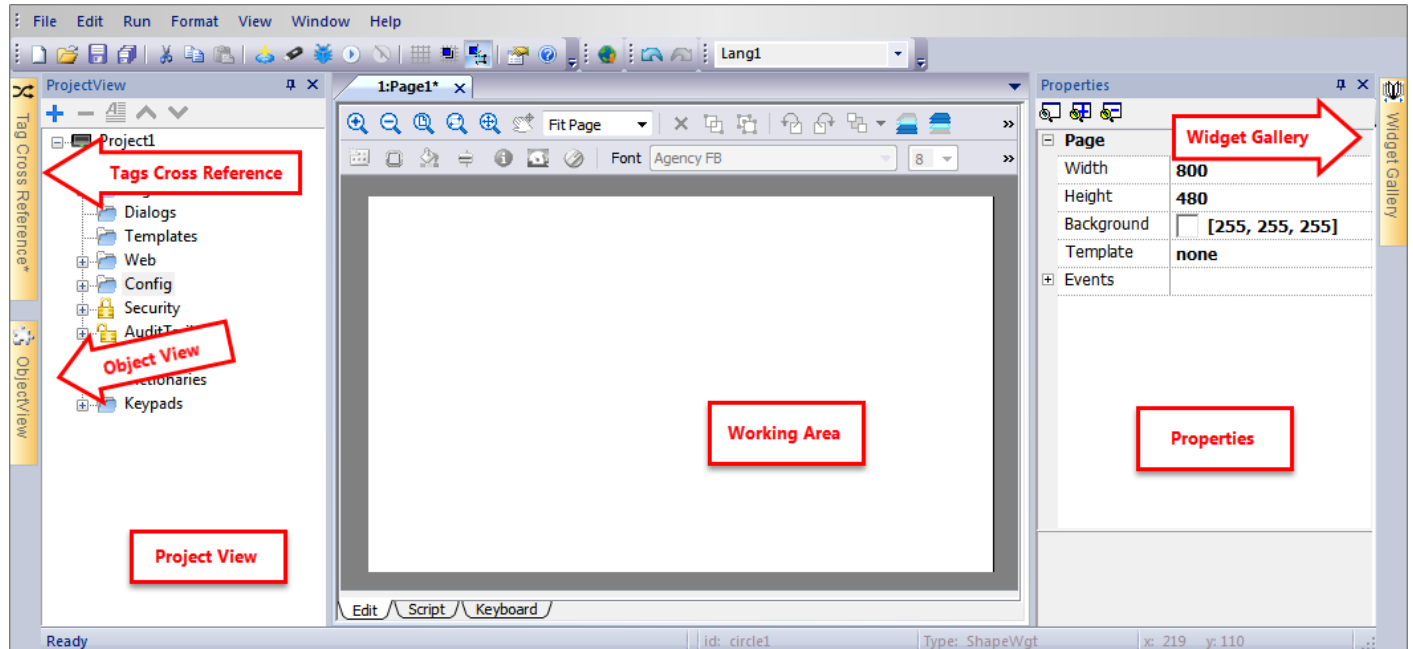 File Edit Run Format View Window Help
Lang1
ProjectView
1:Page1*
Properties
Tag Cross Reference*
ObjectView
Project1
Tags Cross Reference
Dialogs
Templates
Web
Config
Security
Object View
Keypads
Project View
Fit Page
Font Agency FB 8
Working Area
Edit Script Keyboard
Page
Width 800
Height 480
Background [255, 255, 255]
Template none
Events
Widget Gallery
Properties
Widget Gallery
Ready id: circle1 Type: ShapeWgt x: 219 y: 110